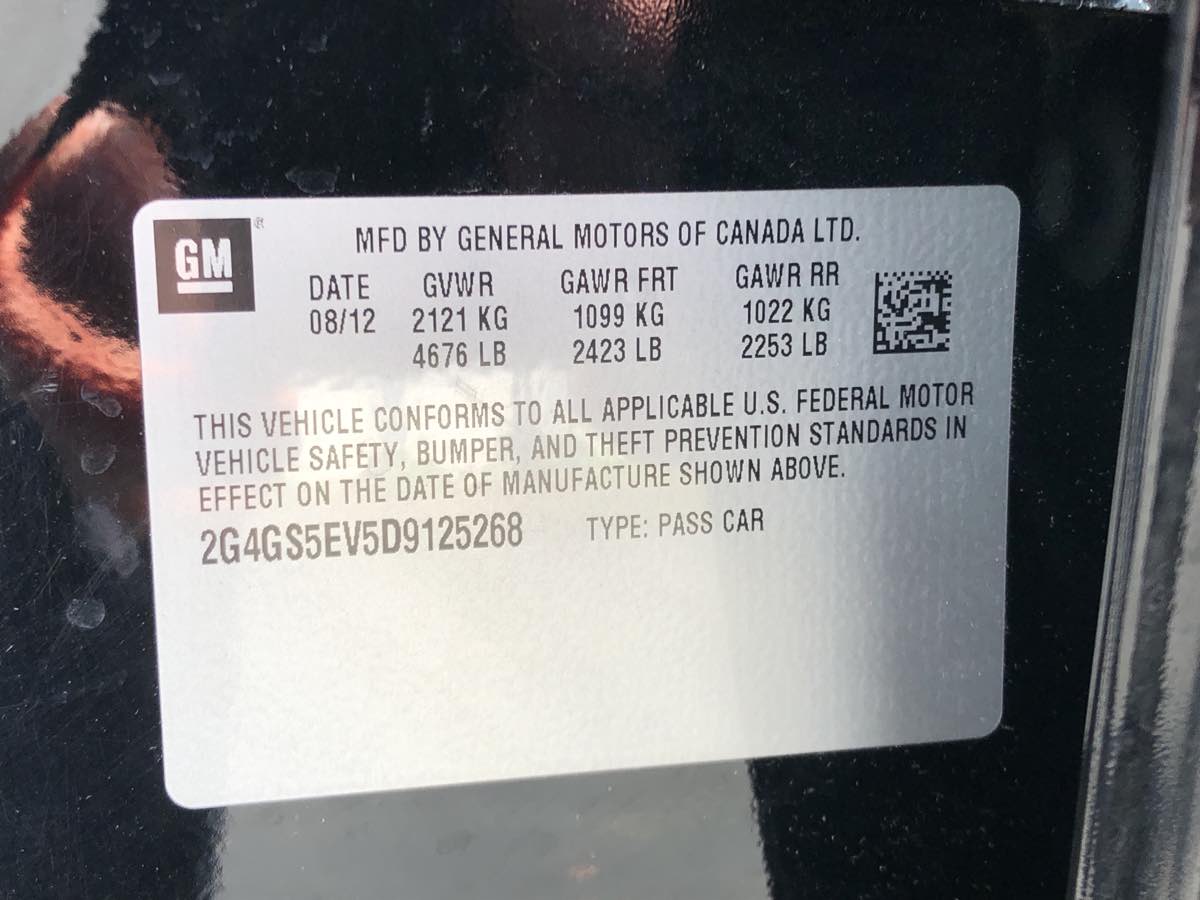 GM ®
MFD BY GENERAL MOTORS OF CANADA LTD.
DATE GVWR GAWR FRT GAWR RR
08/12 2121 KG 1099 KG 1022 KG
4676 LB 2423 LB 2253 LB
THIS VEHICLE CONFORMS TO ALL APPLICABLE U.S. FEDERAL MOTOR
VEHICLE SAFETY, BUMPER, AND THEFT PREVENTION STANDARDS IN
EFFECT ON THE DATE OF MANUFACTURE SHOWN ABOVE.
2G4GS5EV5D9125268 TYPE: PASS CAR